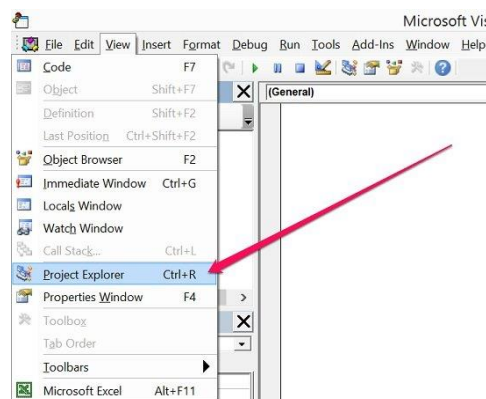 Microsoft Vis
File Edit View Insert Format Debug Run Tools Add-Ins Window Help
Code F7
Object Shift+F7
(General)
Definition Shift+F2
Last Position Ctrl+Shift+F2
Object Browser F2
Immediate Window Ctrl+G
Locals Window
Watch Window
Call Stack... Ctrl+L
Project Explorer Ctrl+R
Properties Window F4
Toolbox
Tab Order
Toolbars
Microsoft Excel Alt+F11